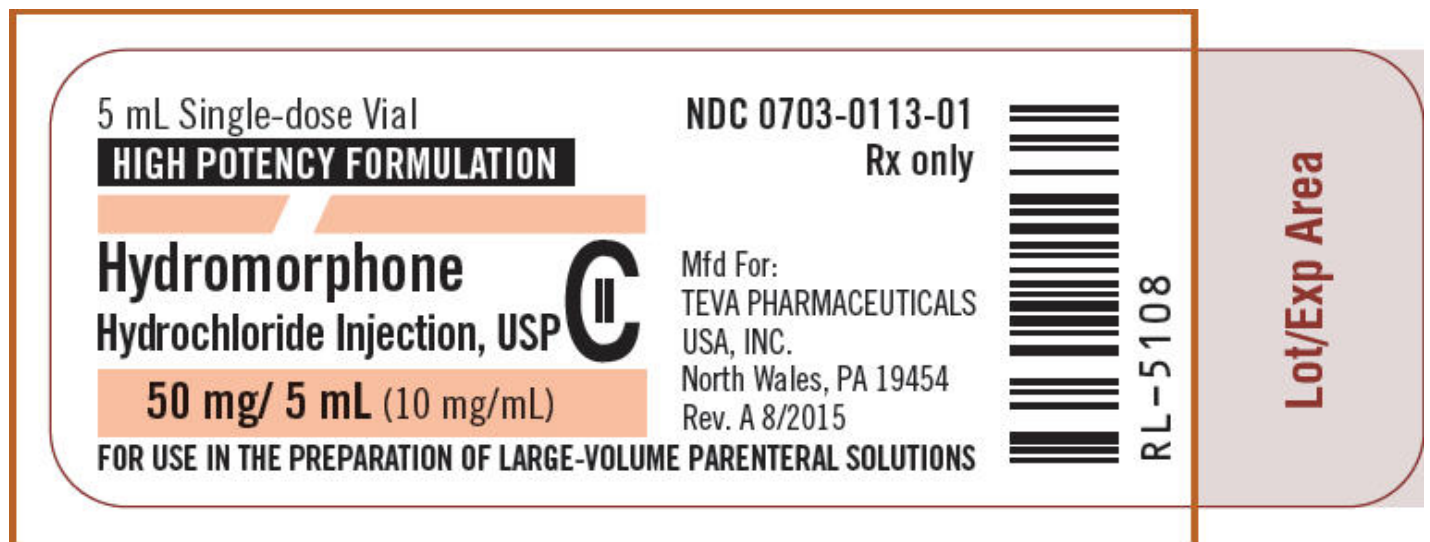 5 mL Single-dose Vial
HIGH POTENCY FORMULATION
Hydromorphone
Hydrochloride Injection, USP
CII
50 mg/ 5 mL (10 mg/mL)
FOR USE IN THE PREPARATION OF LARGE-VOLUME PARENTERAL SOLUTIONS
NDC 0703-0113-01
Rx only
Mfd For:
TEVA PHARMACEUTICALS
USA, INC.
North Wales, PA 19454
Rev. A 8/2015
RL-5108
Lot/Exp Area